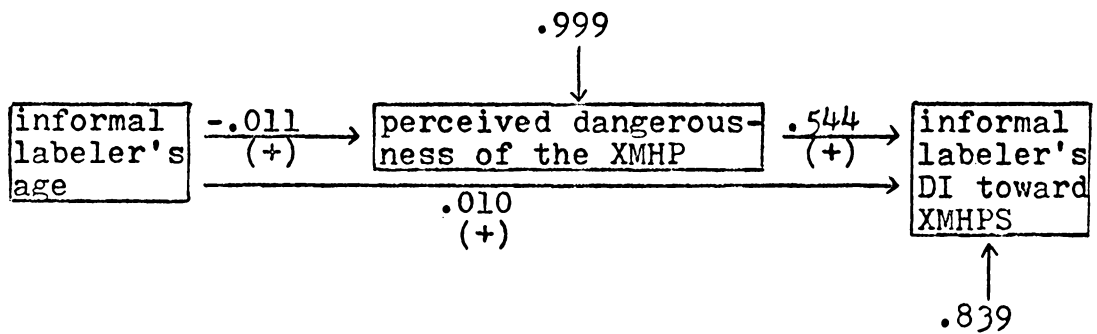 .999
informal
labeler's
age
-.011
(+)
perceived dangerous-
ness of the XMHP
.544
(+)
informal
labeler's
DI toward
XMHPS
.010
(+)
.839